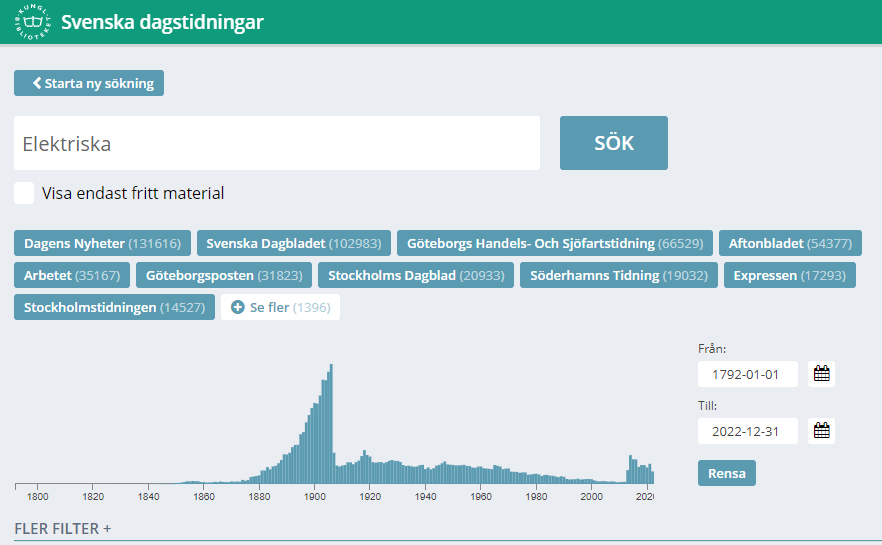 KUNGL. BIBLIOTEKET
Svenska dagstidningar
Starta ny sökning
Elektriska
SÖK
Visa endast fritt material
Dagens Nyheter (131616) Svenska Dagbladet (102983) Göteborgs Handels- Och Sjöfartstidning (66529) Aftonbladet (54377)
Arbetet (35167) Göteborgsposten (31823) Stockholms Dagblad (20933) Söderhamns Tidning (19032) Expressen (17293)
Stockholmstidningen (14527) Se fler (1396)
Från:
1792-01-01
Till:
2022-12-31
Rensa
1800 1820 1840 1860 1880 1900 1920 1940 1960 1980 2000 202
FLER FILTER +